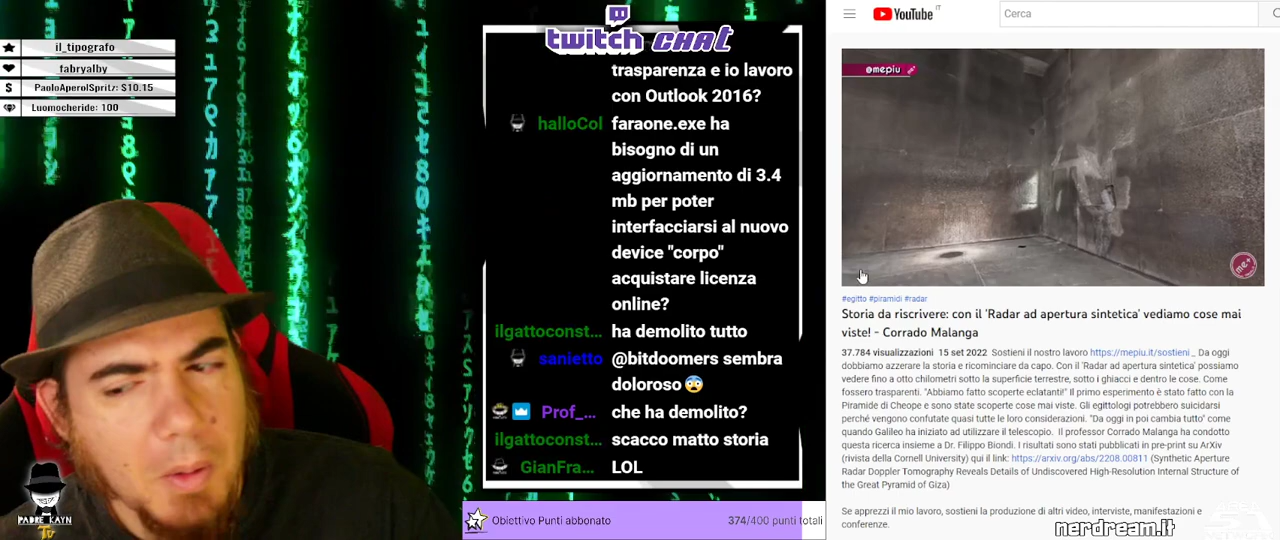 il_tipografo
fabryalby
PaoloAperolSpritz: $10.15
Luomocheride: 100
PADRE KAYN
TV
twitch CHAT
trasparenza e io lavoro
con Outlook 2016?
halloCol faraone.exe ha
bisogno di un
aggiornamento di 3.4
mb per poter
interfacciarsi al nuovo
device "corpo"
acquistare licenza
online?
ilgattoconst... ha demolito tutto
sanietto @bitdoomers sembra
doloroso😨
Prof_... che ha demolito?
ilgattoconst... scacco matto storia
GianFra... LOL
Obiettivo Punti abbonato 374/400 punti totali
YouTube IT Cerca
@mepiu
me+
#egitto #piramidi #radar
Storia da riscrivere: con il 'Radar ad apertura sintetica' vediamo cose mai
viste! - Corrado Malanga
37.784 visualizzazioni 15 set 2022 Sostieni il nostro lavoro https://mepiu.it/sostieni_ Da oggi
dobbiamo azzerare la storia e ricominciare da capo. Con il 'Radar ad apertura sintetica' possiamo
vedere fino a otto chilometri sotto la superficie terrestre, sotto i ghiacci e dentro le cose. Come
fossero trasparenti. "Abbiamo fatto scoperte eclatanti!" Il primo esperimento è stato fatto con la
Piramide di Cheope e sono state scoperte cose mai viste. Gli egittologi potrebbero suicidarsi
perché vengono confutate quasi tutte le loro considerazioni. "Da oggi in poi cambia tutto" come
quando Galileo ha iniziato ad utilizzare il telescopio. Il professor Corrado Malanga ha condotto
questa ricerca insieme a Dr. Filippo Biondi. I risultati sono stati pubblicati in pre-print su ArXiv
(rivista della Cornell University) qui il link: https://arxiv.org/abs/2208.00811 (Synthetic Aperture
Radar Doppler Tomography Reveals Details of Undiscovered High-Resolution Internal Structure of
the Great Pyramid of Giza)
Se apprezzi il mio lavoro, sostieni la produzione di altri video, interviste, manifestazioni e
conferenze.
nerdream.it